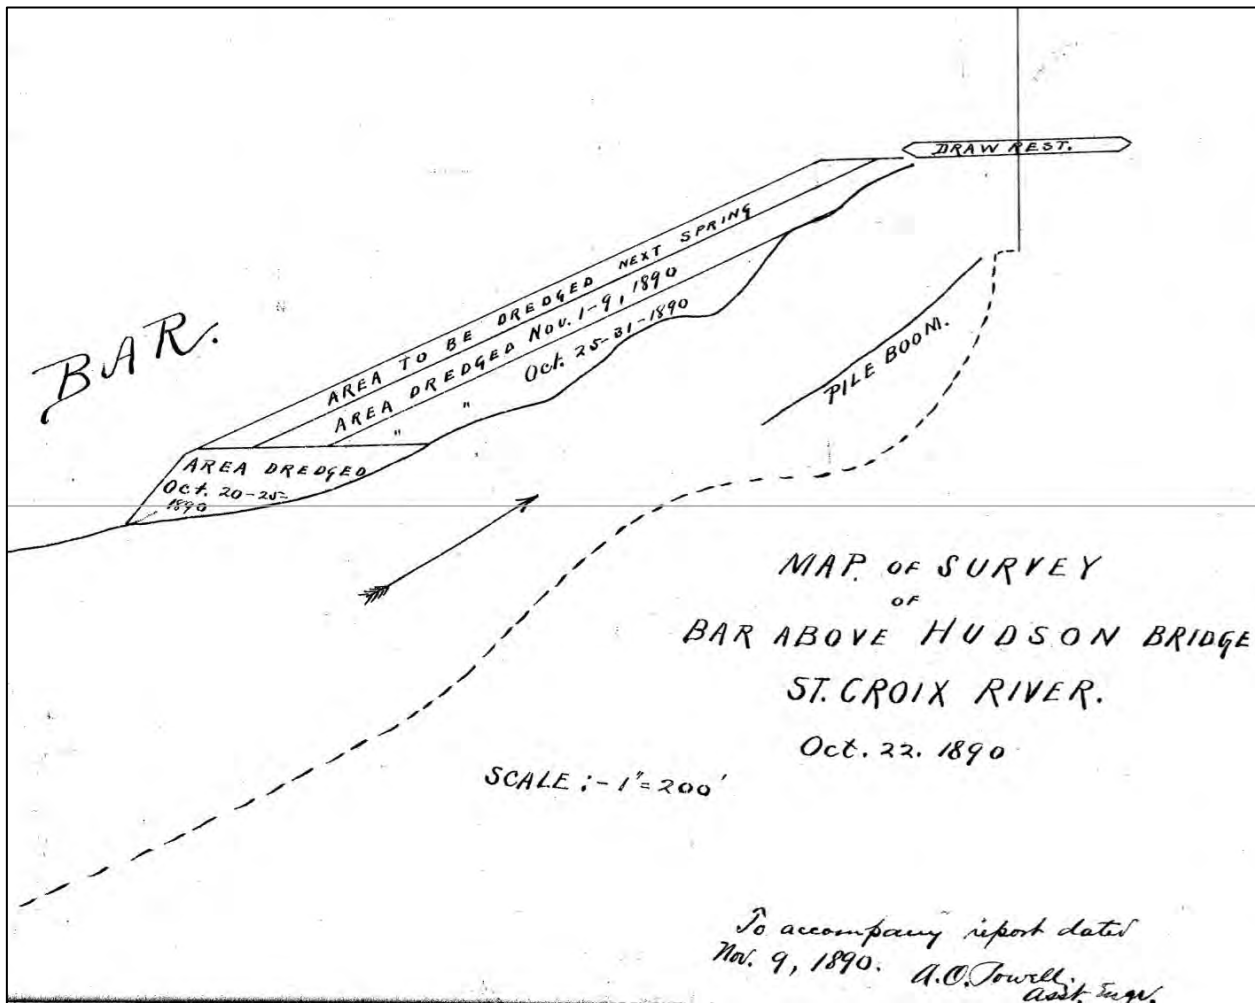 DRAW REST.
BAR.
AREA TO BE DREDGED NEXT SPRING
AREA DREDGED Nov. 1-9, 1890
" " Oct. 25-31-1890
AREA DREDGED
Oct. 20-25-
1890
PILE BOOM.
MAP. OF SURVEY
OF
BAR ABOVE HUDSON BRIDGE
ST. CROIX RIVER.
Oct. 22. 1890
SCALE:- 1"=200'
To accompany report dated
Nov. 9, 1890. A.O. Powell,
asst. Engr.